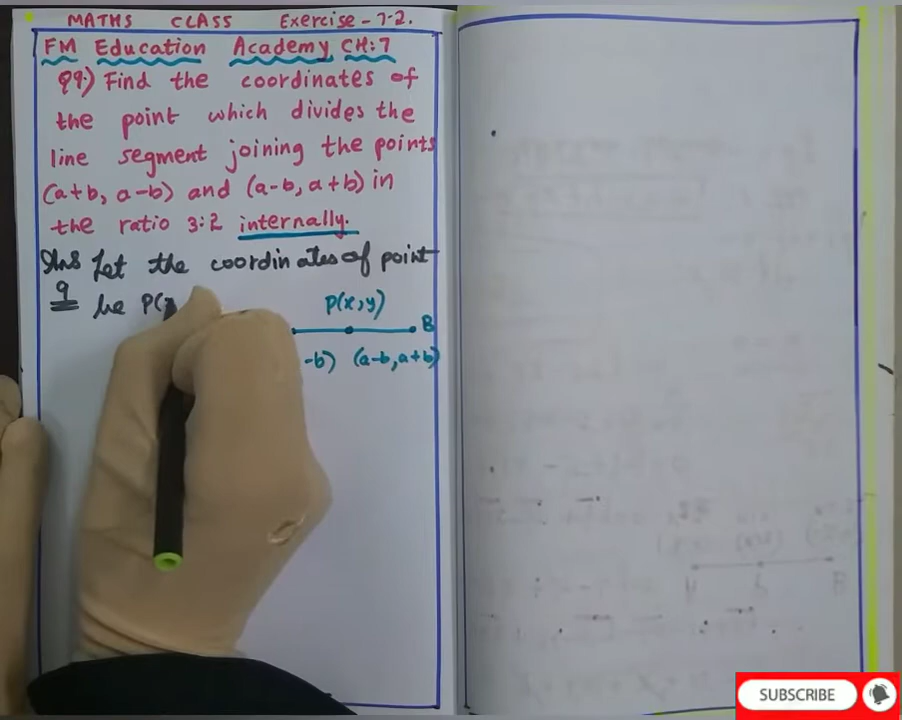 MATHS CLASS Exercise-7.2.
FM Education Academy CH:7
Q9.) Find the coordinates of
the point which divides the
line segment joining the points
(a+b, a-b) and (a-b, a+b) in
the ratio 3:2 internally.
Ans Let the coordinates of point
9 be P(
P(x,y)
B
-b) (a-b, a+b)
SUBSCRIBE